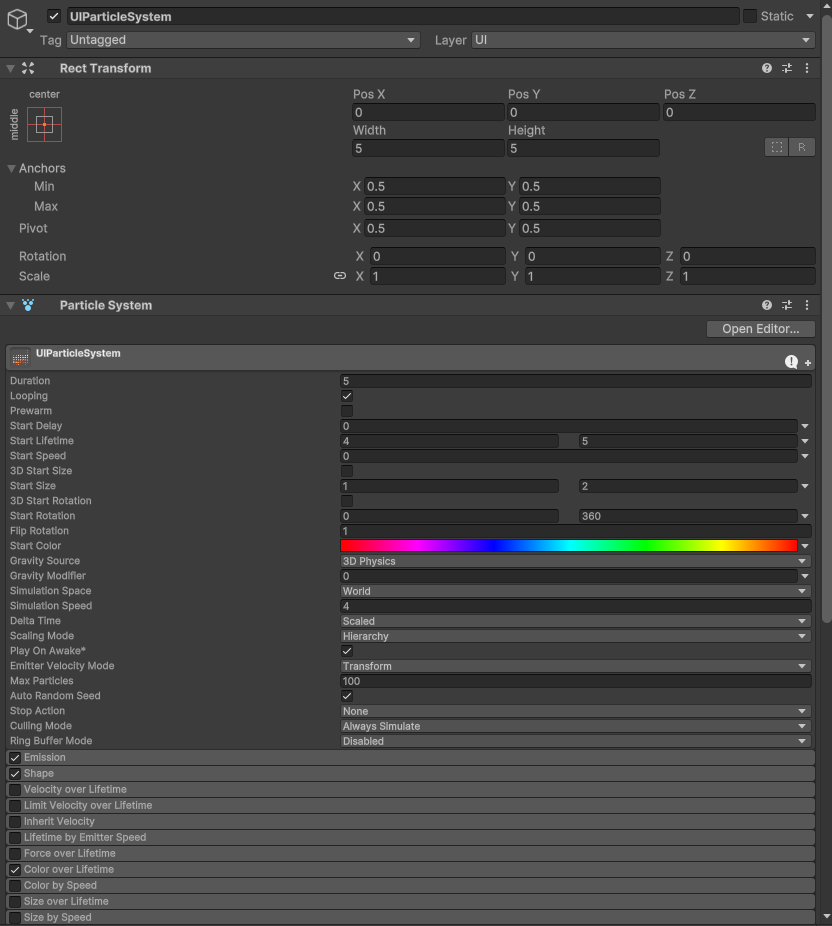 UIParticleSystem Static
Tag Untagged Layer UI
Rect Transform
center
middle
Pos X Pos Y Pos Z
0 0 0
Width Height
5 5
R
Anchors
Min X 0.5 Y 0.5
Max X 0.5 Y 0.5
Pivot X 0.5 Y 0.5
Rotation X 0 Y 0 Z 0
Scale X 1 Y 1 Z 1
Particle System
Open Editor...
UIParticleSystem
Duration 5
Looping
Prewarm
Start Delay 0
Start Lifetime 4 5
Start Speed 0
3D Start Size
Start Size 1 2
3D Start Rotation
Start Rotation 0 360
Flip Rotation 1
Start Color
Gravity Source 3D Physics
Gravity Modifier 0
Simulation Space World
Simulation Speed 4
Delta Time Scaled
Scaling Mode Hierarchy
Play On Awake*
Emitter Velocity Mode Transform
Max Particles 100
Auto Random Seed
Stop Action None
Culling Mode Always Simulate
Ring Buffer Mode Disabled
Emission
Shape
Velocity over Lifetime
Limit Velocity over Lifetime
Inherit Velocity
Lifetime by Emitter Speed
Force over Lifetime
Color over Lifetime
Color by Speed
Size over Lifetime
Size by Speed